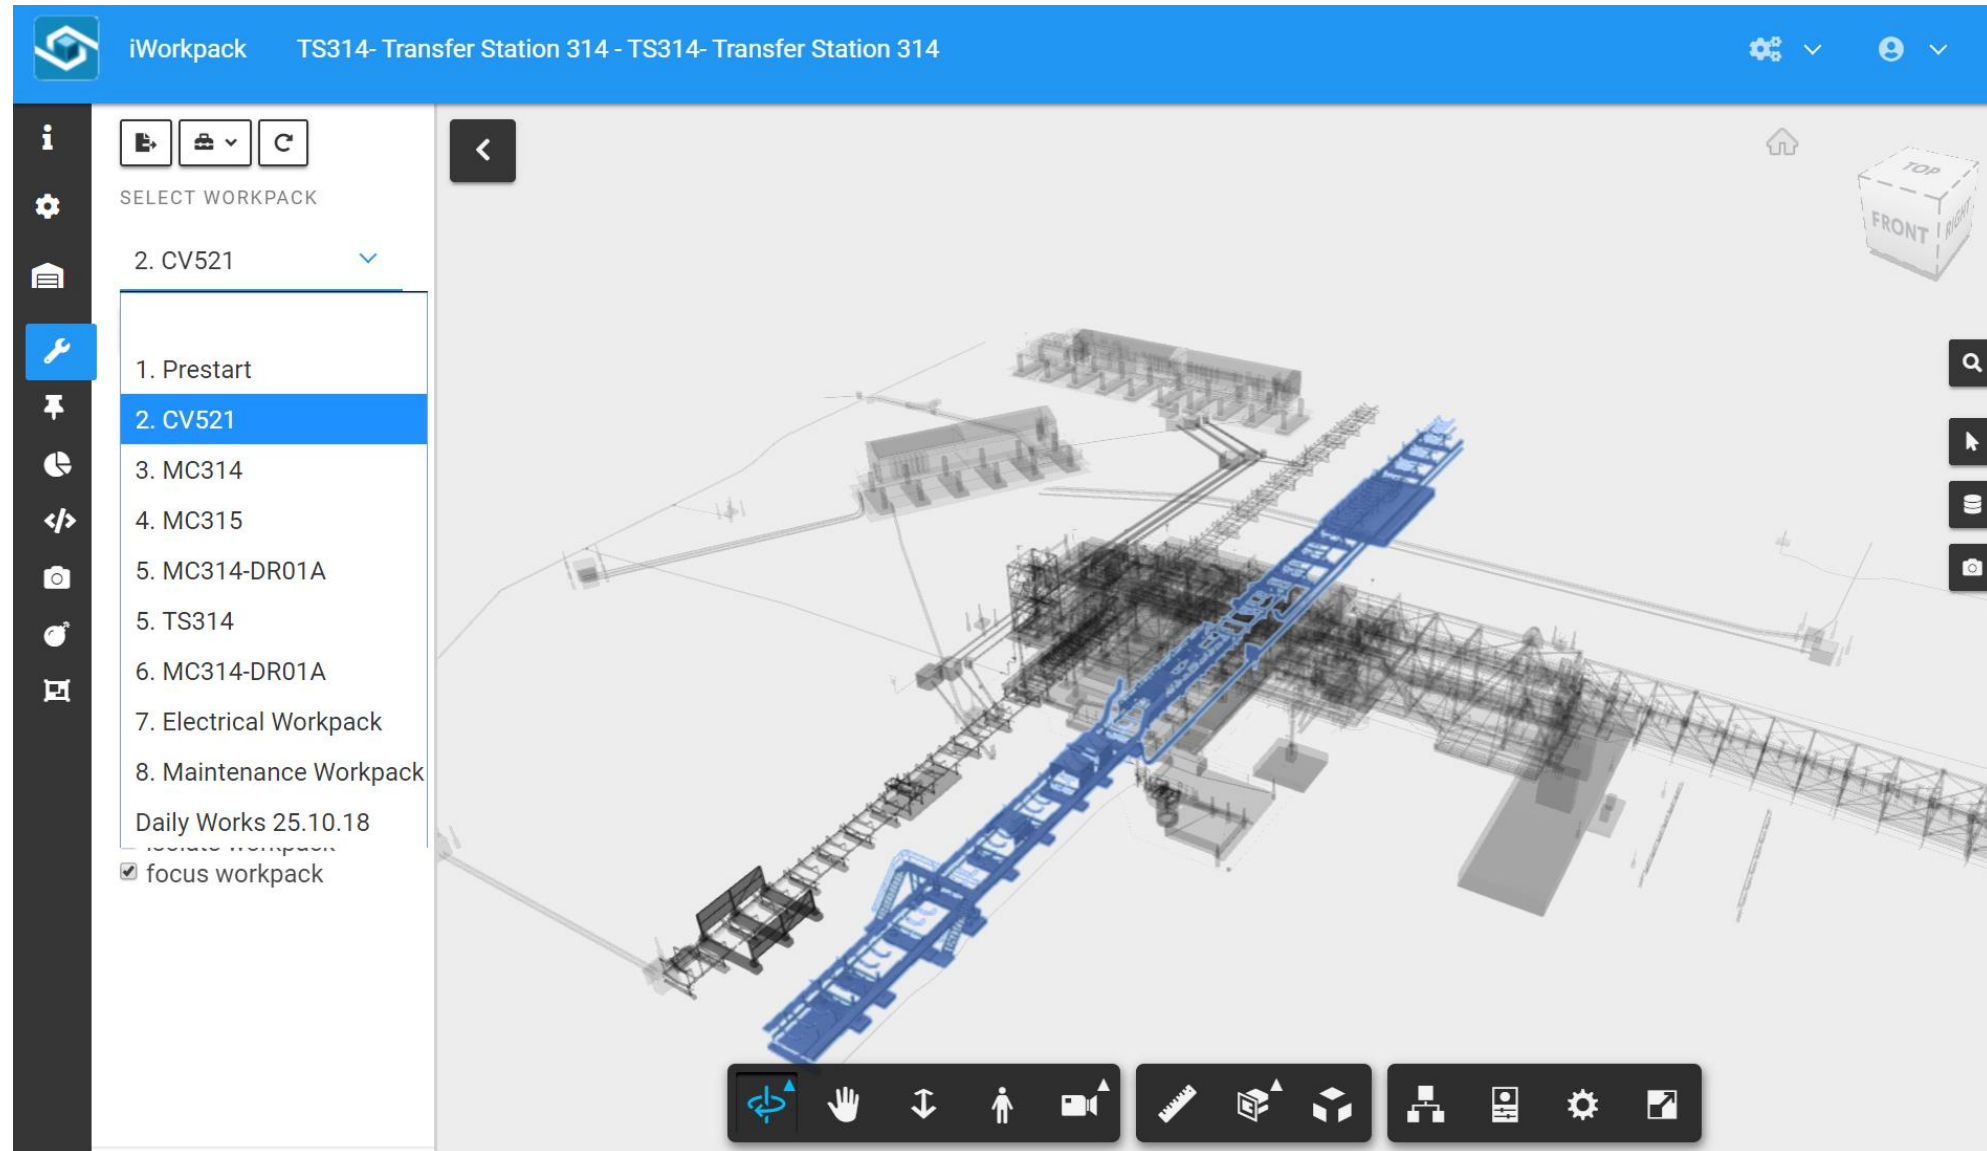 iWorkpack TS314- Transfer Station 314 - TS314- Transfer Station 314
SELECT WORKPACK
2. CV521
1. Prestart
2. CV521
3. MC314
4. MC315
5. MC314-DR01A
5. TS314
6. MC314-DR01A
7. Electrical Workpack
8. Maintenance Workpack
Daily Works 25.10.18
isolate workpack
focus workpack
TOP
FRONT
RIGHT